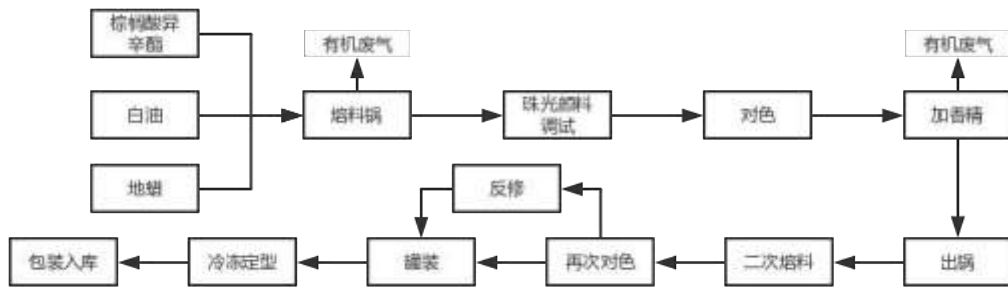 棕榈酸异
辛酯
有机废气
有机废气
白油
熔料锅
珠光颜料
调试
对色
加香精
地蜡
反修
包装入库
冷冻定型
罐装
再次对色
二次熔料
出锅